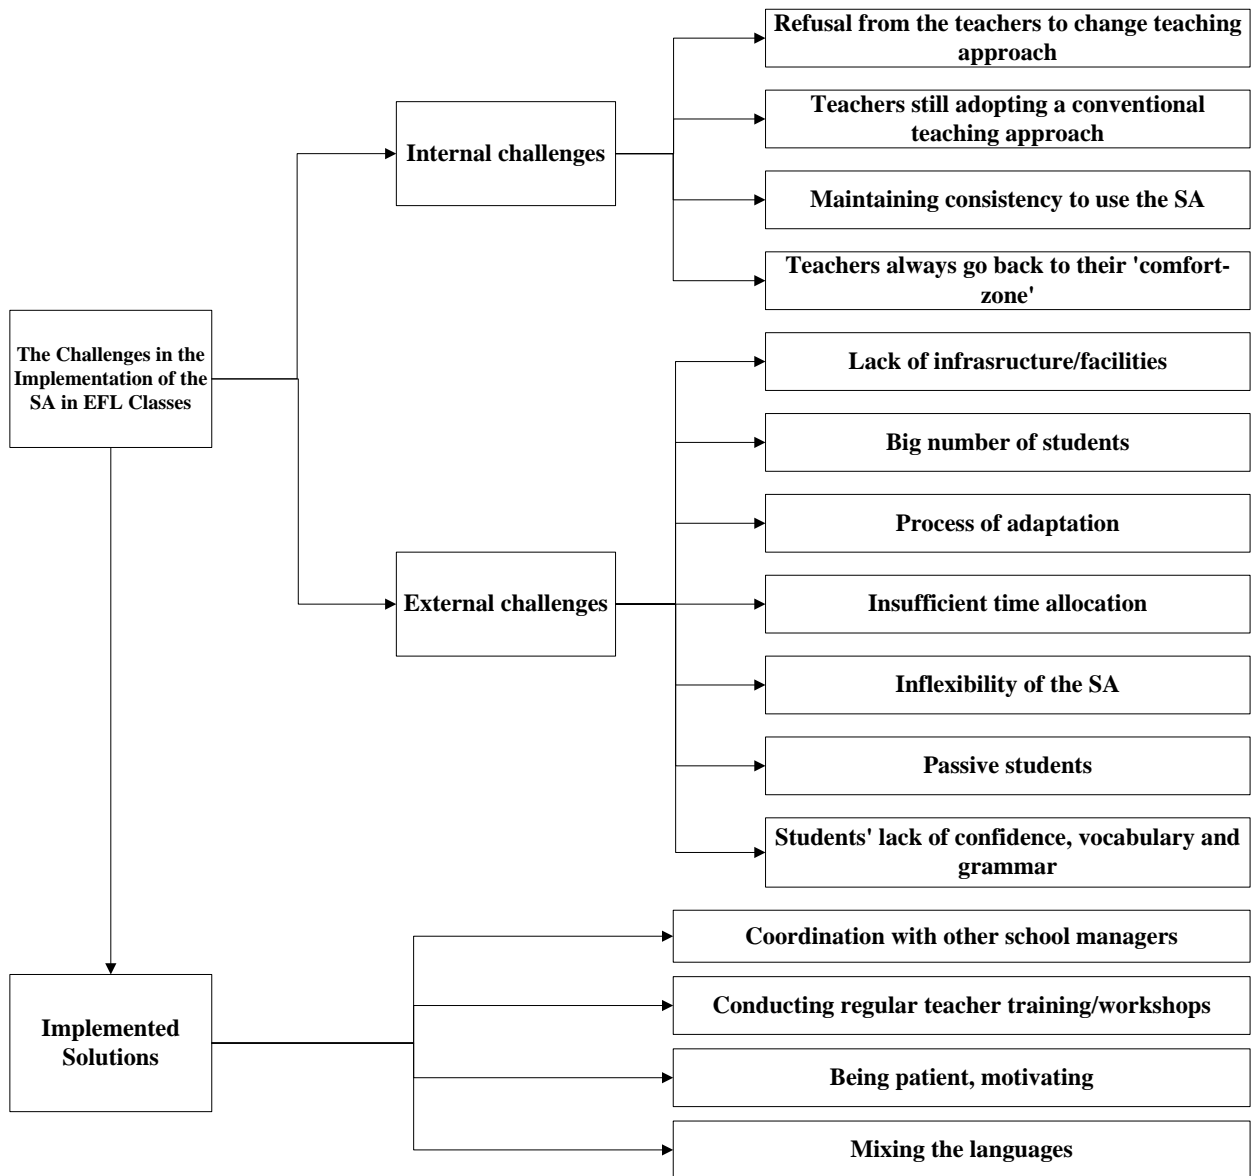 Refusal from the teachers to change teaching
approach
Teachers still adopting a conventional
teaching approach
Internal challenges
Maintaining consistency to use the SA
Teachers always go back to their 'comfort-
zone'
The Challenges in the
Implementation of the
SA in EFL Classes
Lack of infrasructure/facilities
Big number of students
Process of adaptation
External challenges
Insufficient time allocation
Inflexibility of the SA
Passive students
Students' lack of confidence, vocabulary and
grammar
Coordination with other school managers
Conducting regular teacher training/workshops
Implemented
Solutions
Being patient, motivating
Mixing the languages